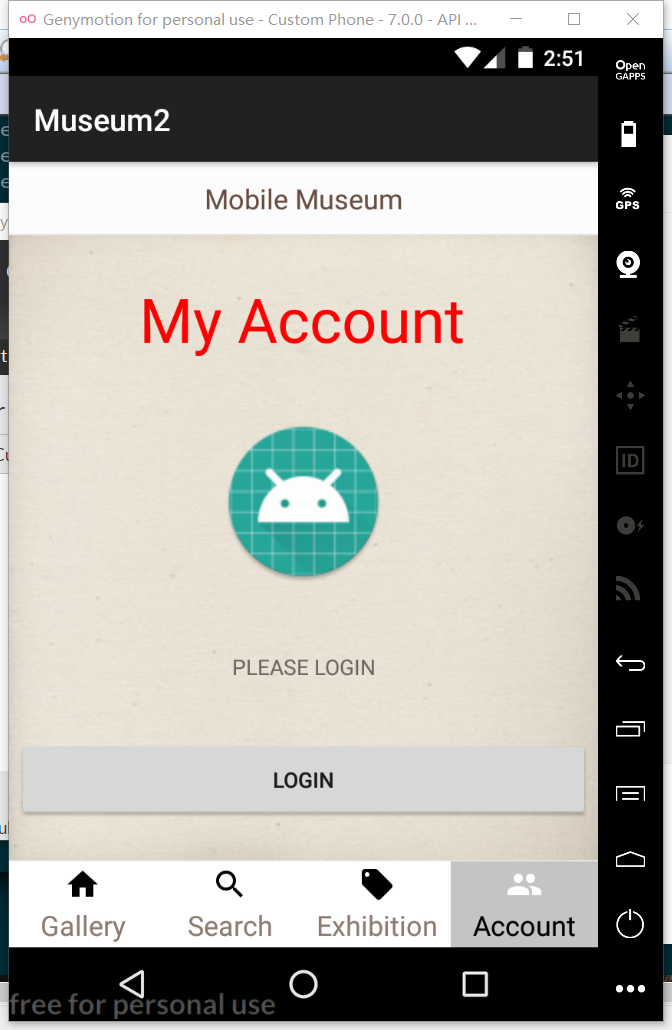 Genymotion for personal use - Custom Phone - 7.0.0 - API ...
2:51
Open
GAPPS
Museum2
GPS
Mobile Museum
My Account
ID
PLEASE LOGIN
LOGIN
Gallery Search Exhibition Account
free for personal use